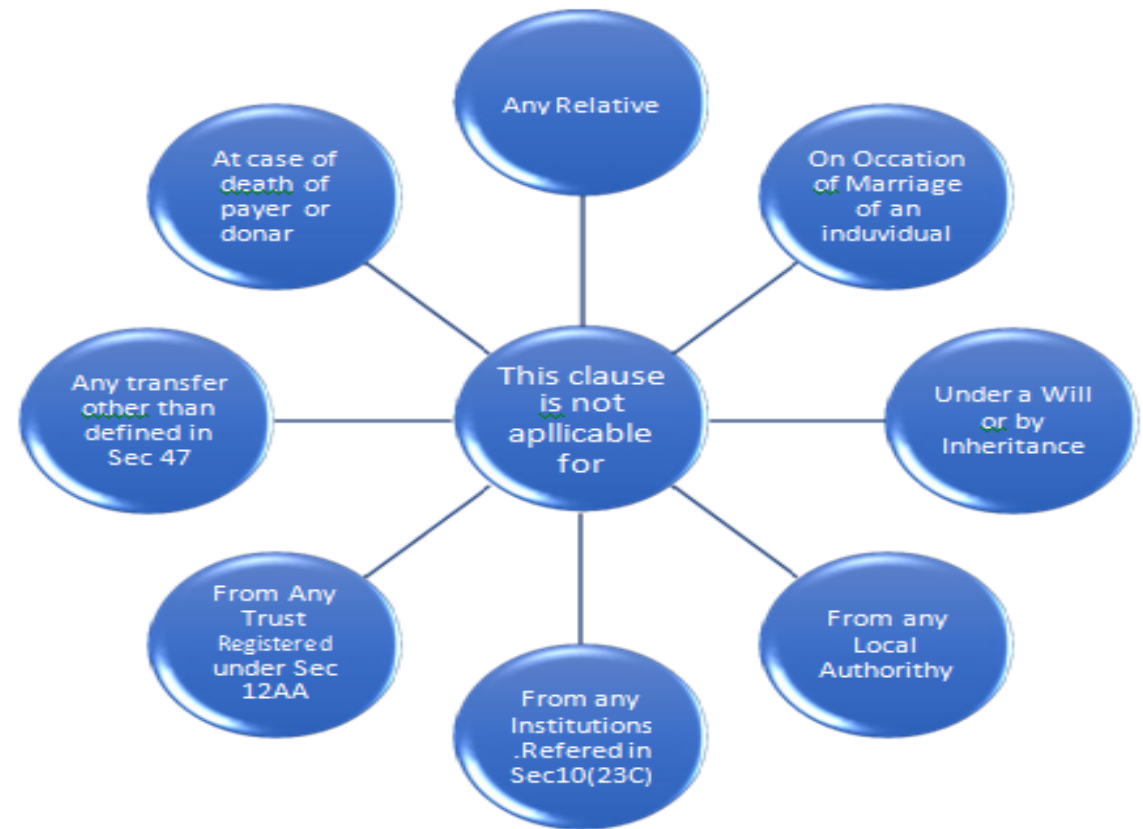 Any Relative
On Occation
of Marriage
of an
induvidual
Under a Will
or by
Inheritance
From any
Local
Authorithy
From any
Institutions
.Refered in
Sec10(23C)
From Any
Trust
Registered
under Sec
12AA
Any transfer
other than
defined in
Sec 47
At case of
death of
payer or
donar
This clause
is not
apllicable
for